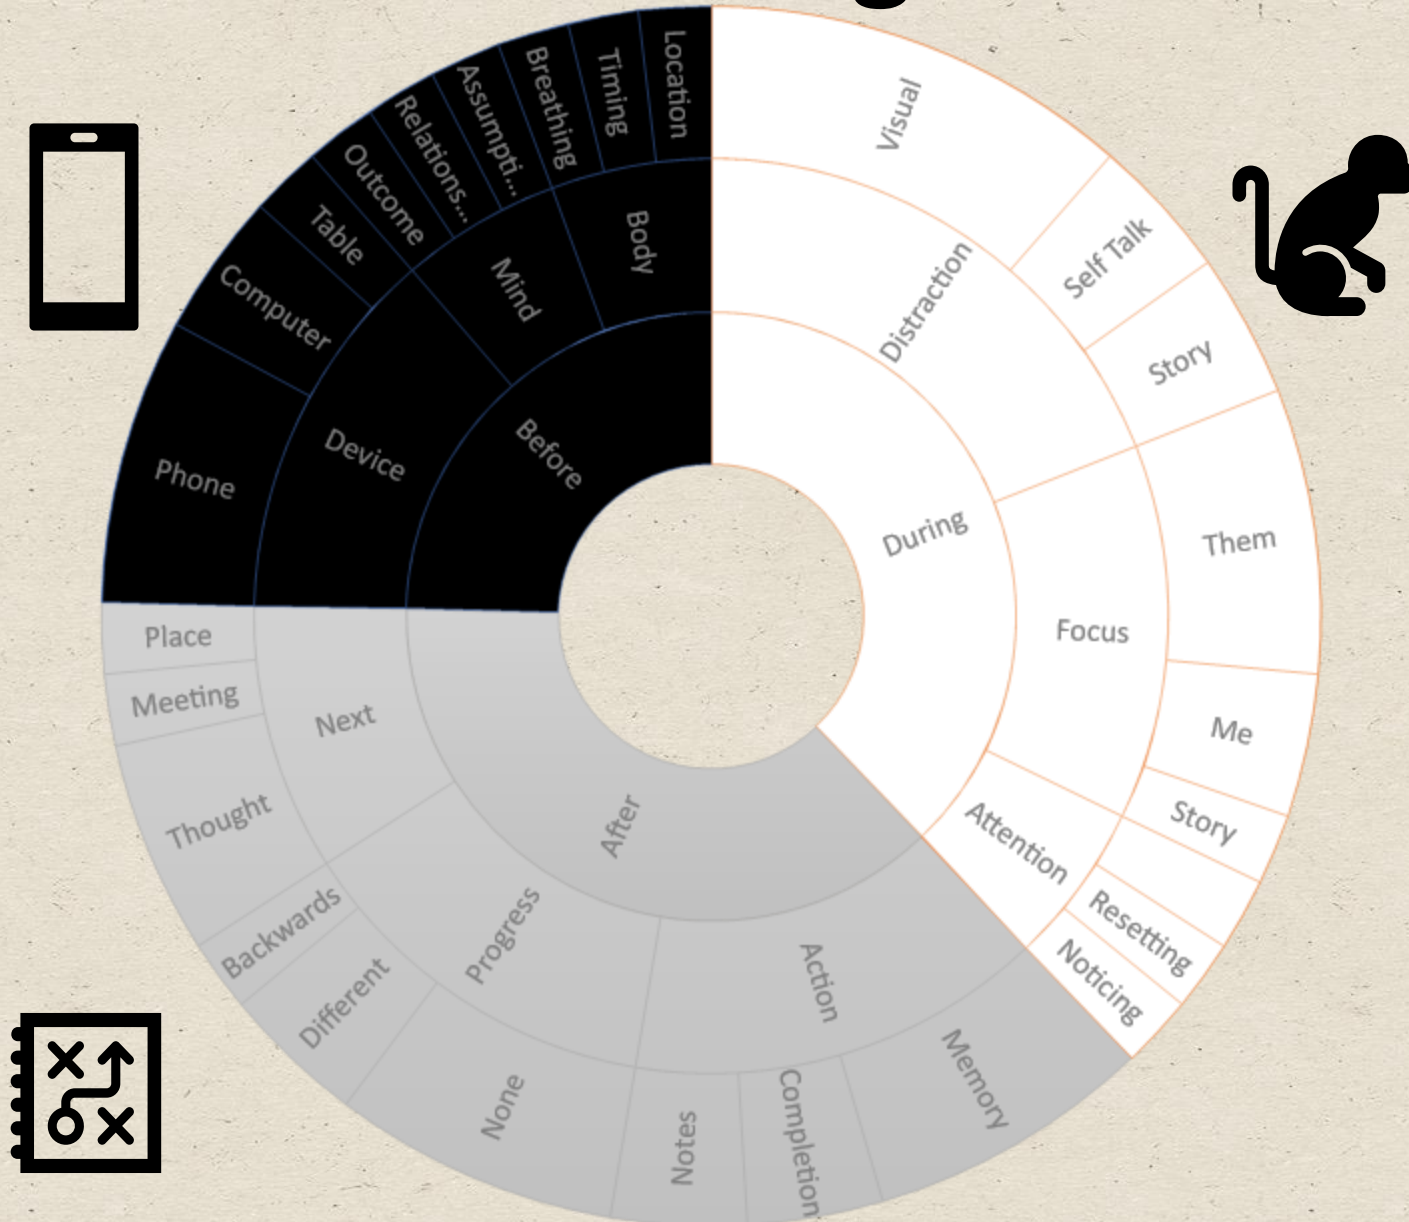 During
Distraction
Visual
Self Talk
Story
Focus
Them
Me
Story
Attention
Resetting
Noticing
After
Action
Memory
Completion
Notes
Progress
None
Different
Backwards
Next
Thought
Meeting
Place
Before
Device
Phone
Computer
Table
Mind
Outcome
Relations...
Assumpti...
Body
Breathing
Timing
Location